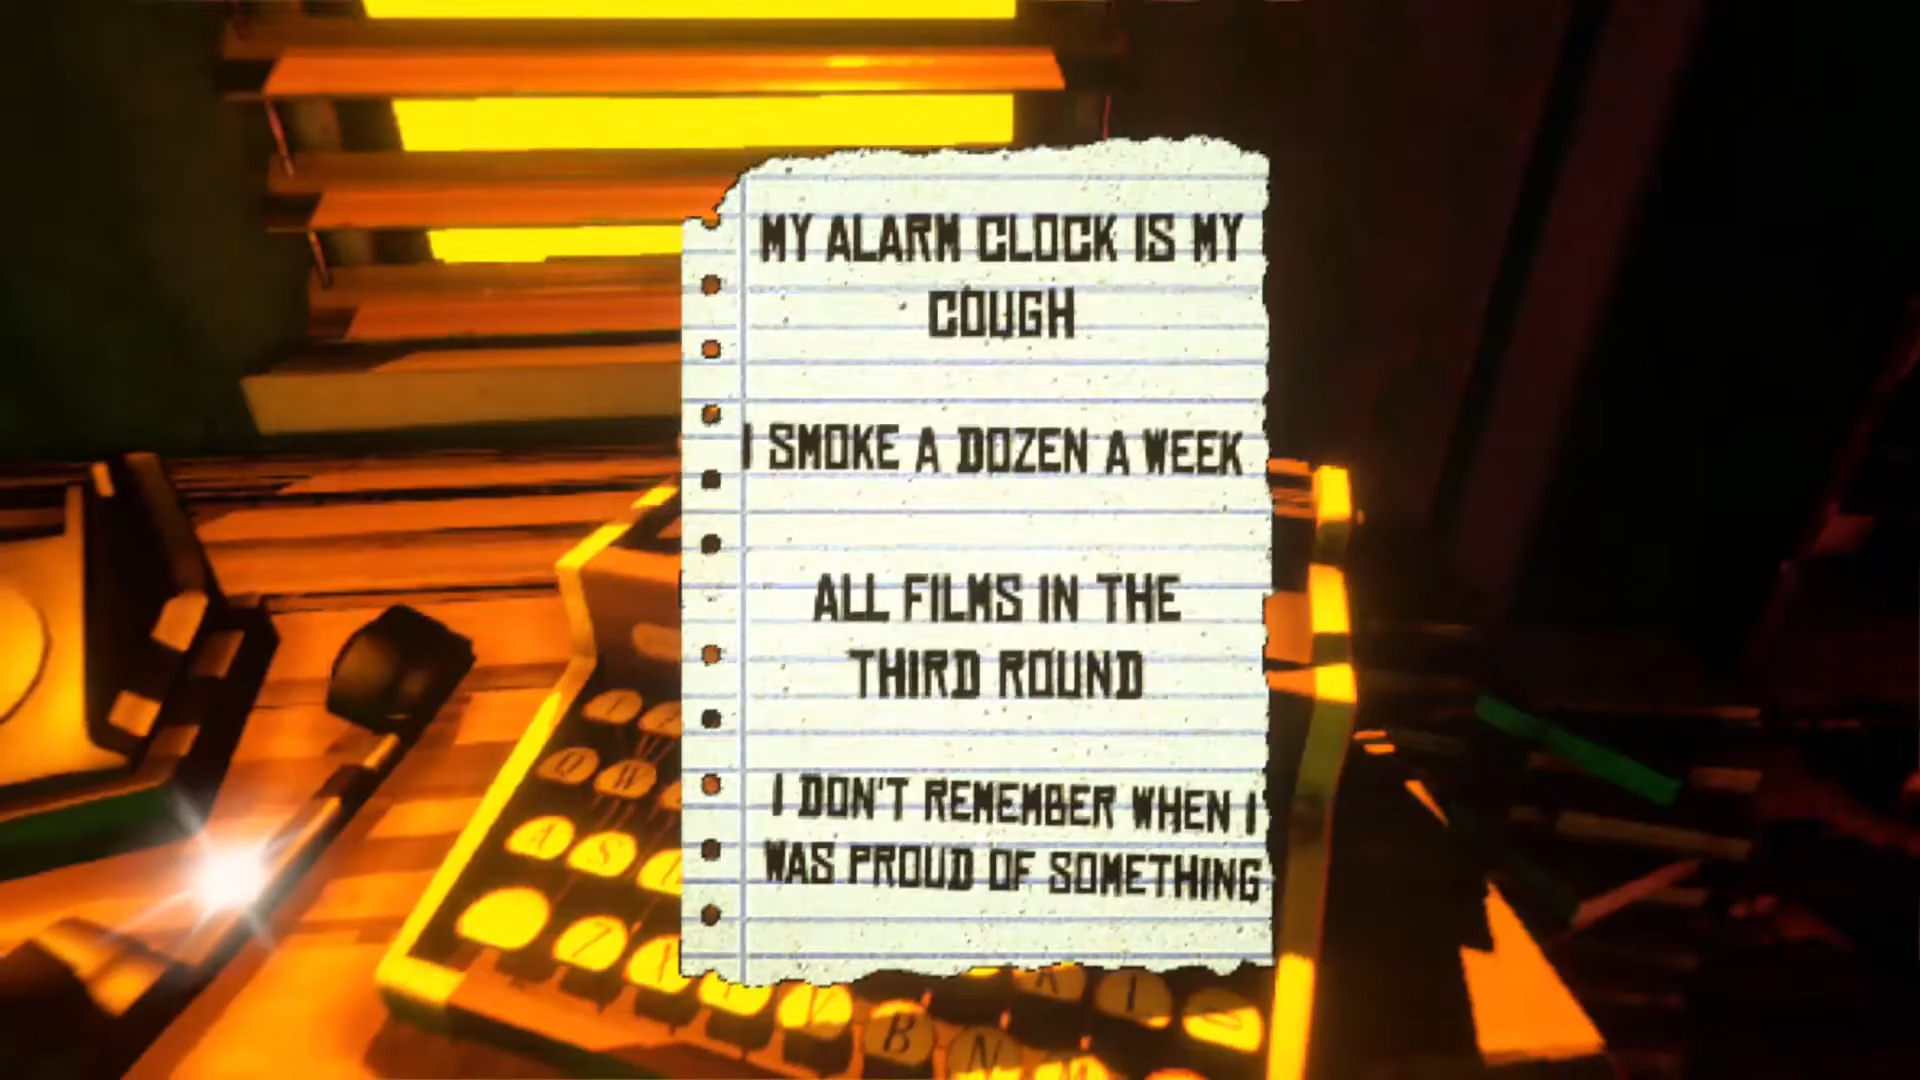 MY ALARM CLOCK IS MY
COUGH
I SMOKE A DOZEN A WEEK
ALL FILMS IN THE
THIRD ROUND
I DON'T REMEMBER WHEN I
WAS PROUD OF SOMETHING
Q W
A S
Z X V B N